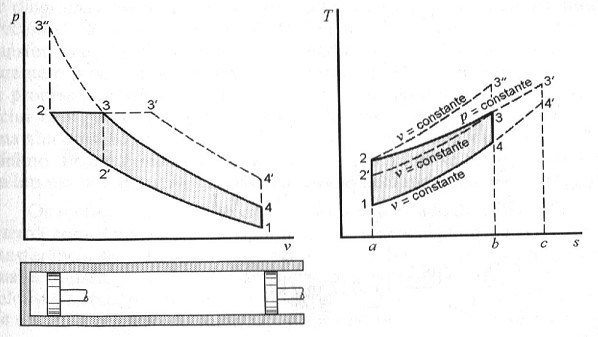 p
3″
2
3
3′
2′
4′
4
1
v
T
3″
3′
v = constante
p = constante
4′
3
2
2′
v = constante
4
1
v = constante
a
b
c
s